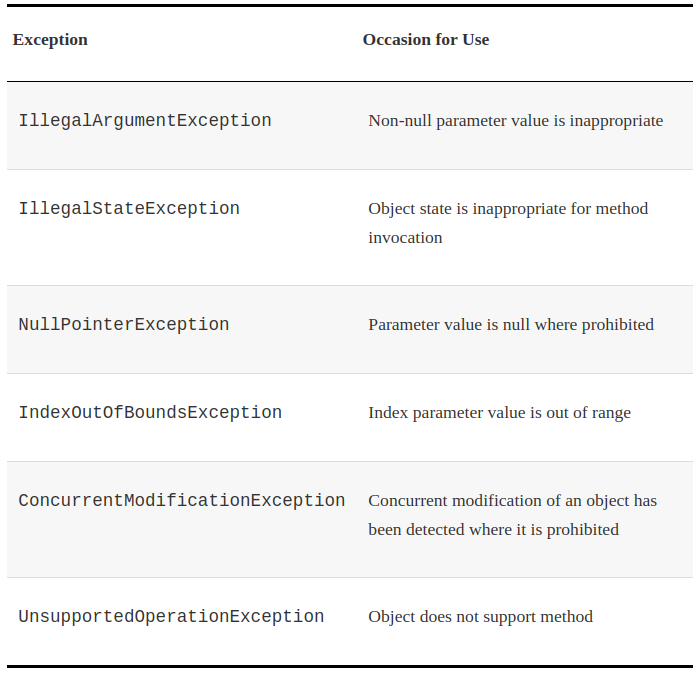 Exception Occasion for Use
IllegalArgumentException Non-null parameter value is inappropriate
IllegalStateException Object state is inappropriate for method
invocation
NullPointerException Parameter value is null where prohibited
IndexOutOfBoundsException Index parameter value is out of range
ConcurrentModificationException Concurrent modification of an object has
been detected where it is prohibited
UnsupportedOperationException Object does not support method